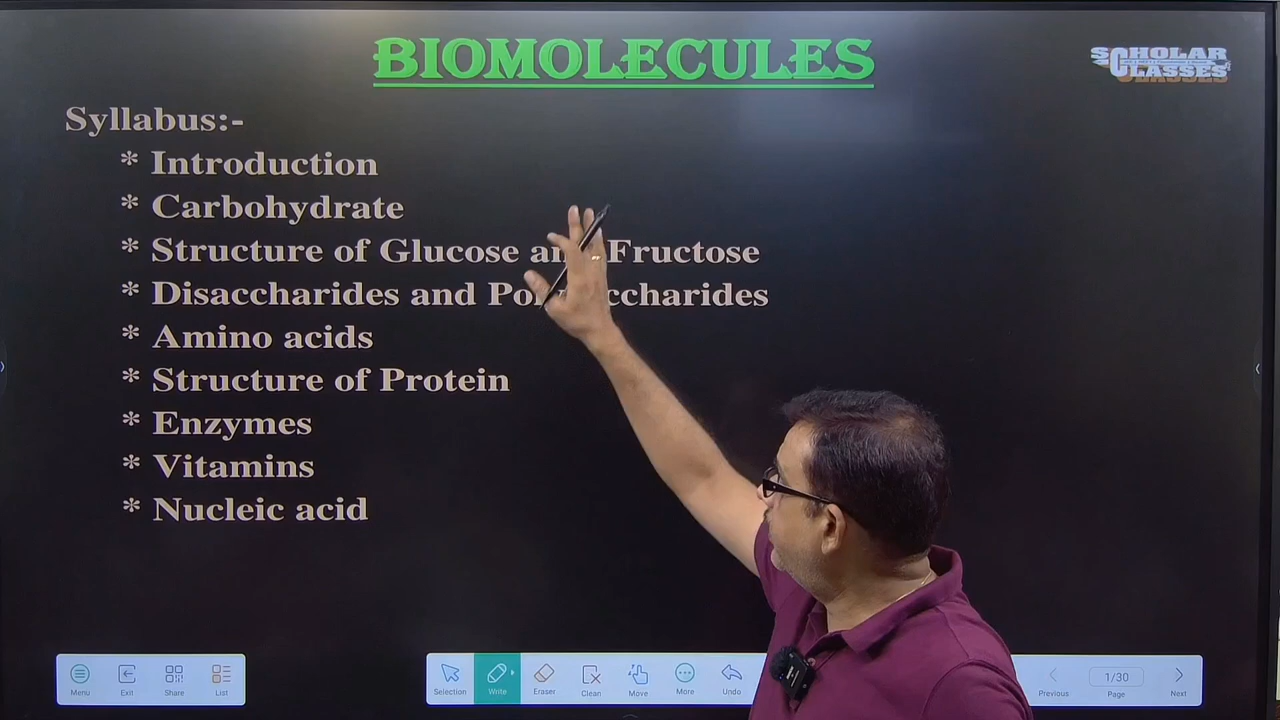 BIOMOLECULES
SCHOLAR
CLASSES
Syllabus:-
* Introduction
* Carbohydrate
* Structure of Glucose an Fructose
* Disaccharides and Po ccharides
* Amino acids
* Structure of Protein
* Enzymes
* Vitamins
* Nucleic acid
Menu Exit Share List
Selection Write Eraser Clean Move More Undo
Previous 1/30 Page Next